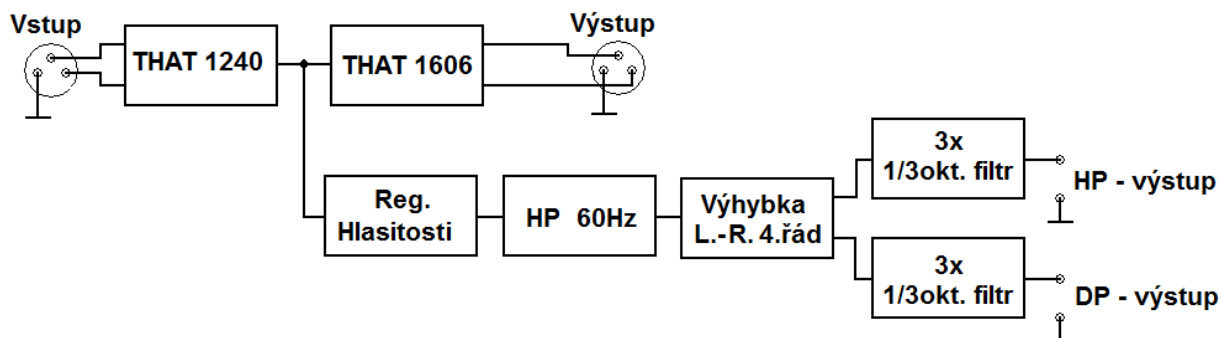 Vstup
THAT 1240
THAT 1606
Výstup
Reg.
Hlasitosti
HP 60Hz
Výhybka
L.-R. 4.řád
3x
1/3okt. filtr
HP - výstup
3x
1/3okt. filtr
DP - výstup